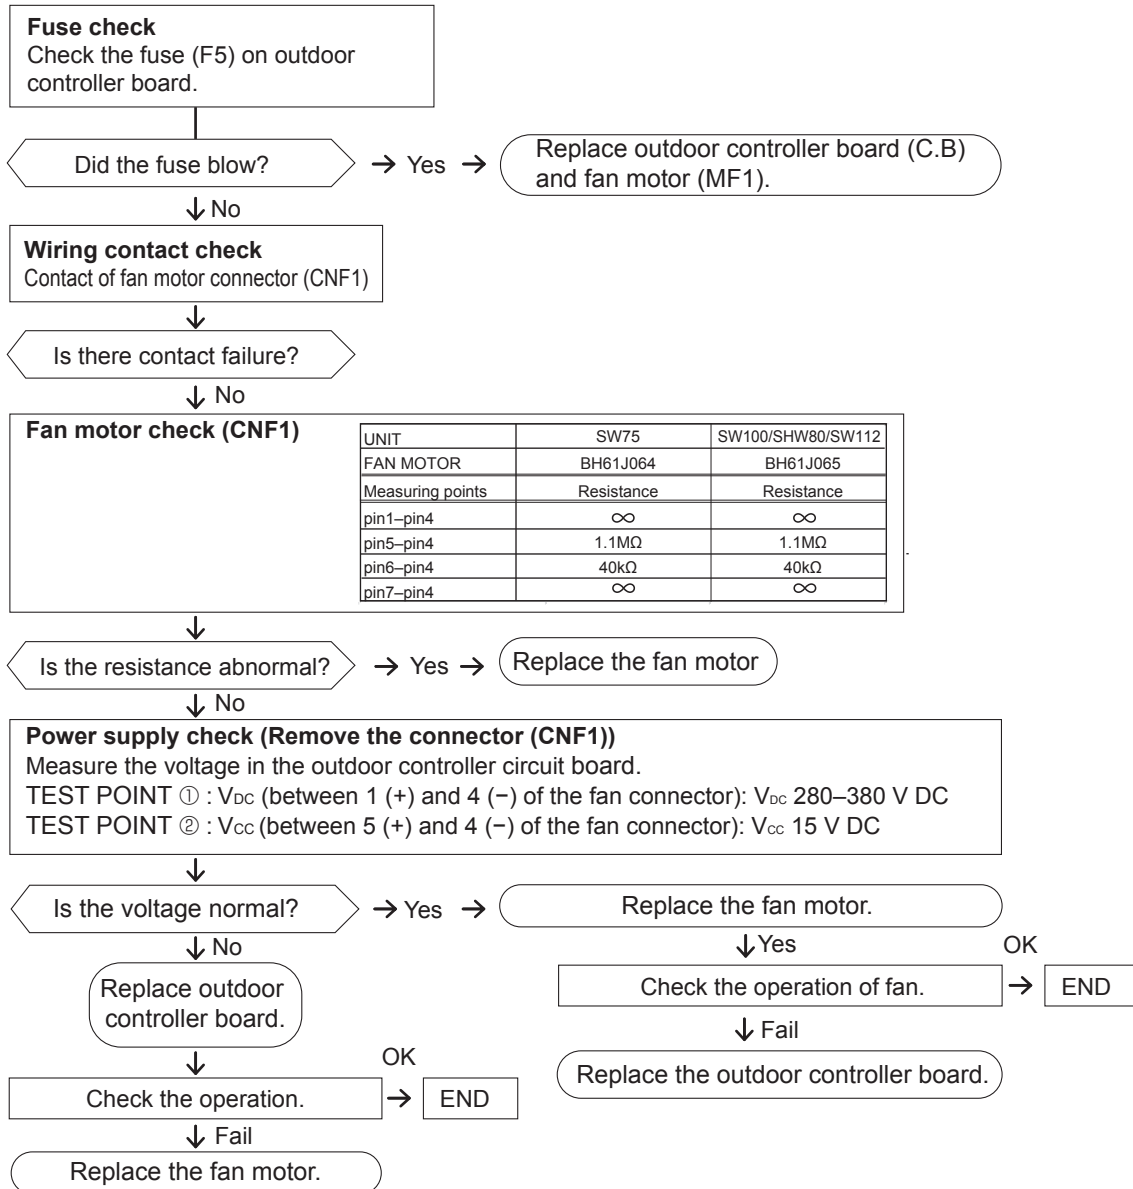 Fuse check
Check the fuse (F5) on outdoor
controller board.
Did the fuse blow?
→ Yes →
Replace outdoor controller board (C.B)
and fan motor (MF1).
↓ No
Wiring contact check
Contact of fan motor connector (CNF1)
↓
Is there contact failure?
↓ No
Fan motor check (CNF1)
UNIT SW75 SW100/SHW80/SW112
FAN MOTOR BH61J064 BH61J065
Measuring points Resistance Resistance
pin1–pin4 ∞ ∞
pin5–pin4 1.1MΩ 1.1MΩ
pin6–pin4 40kΩ 40kΩ
pin7–pin4 ∞ ∞
↓
Is the resistance abnormal?
→ Yes →
Replace the fan motor
↓ No
Power supply check (Remove the connector (CNF1))
Measure the voltage in the outdoor controller circuit board.
TEST POINT ① : VDC (between 1 (+) and 4 (−) of the fan connector): VDC 280–380 V DC
TEST POINT ② : VCC (between 5 (+) and 4 (−) of the fan connector): VCC 15 V DC
↓
Is the voltage normal?
→ Yes →
Replace the fan motor.
↓ Yes
Check the operation of fan.
OK
→
END
↓ Fail
Replace the outdoor controller board.
↓ No
Replace outdoor
controller board.
↓
Check the operation.
OK
→
END
↓ Fail
Replace the fan motor.